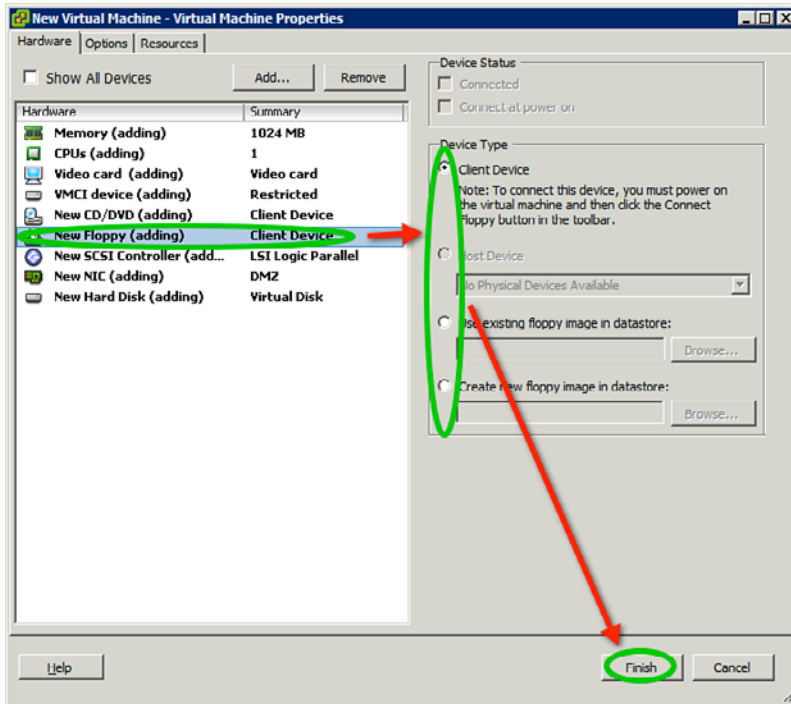 New Virtual Machine - Virtual Machine Properties
Hardware Options Resources
Show All Devices
Add... Remove
Hardware Summary
Memory (adding) 1024 MB
CPUs (adding) 1
Video card (adding) Video card
VMCI device (adding) Restricted
New CD/DVD (adding) Client Device
New Floppy (adding) Client Device
New SCSI Controller (add... LSI Logic Parallel
New NIC (adding) DMZ
New Hard Disk (adding) Virtual Disk
Device Status
Connected
Connect at power on
Device Type
Client Device
Note: To connect this device, you must power on
the virtual machine and then click the Connect
Floppy button in the toolbar.
Host Device
No Physical Devices Available
Use existing floppy image in datastore:
Browse...
Create new floppy image in datastore:
Browse...
Help
Finish Cancel